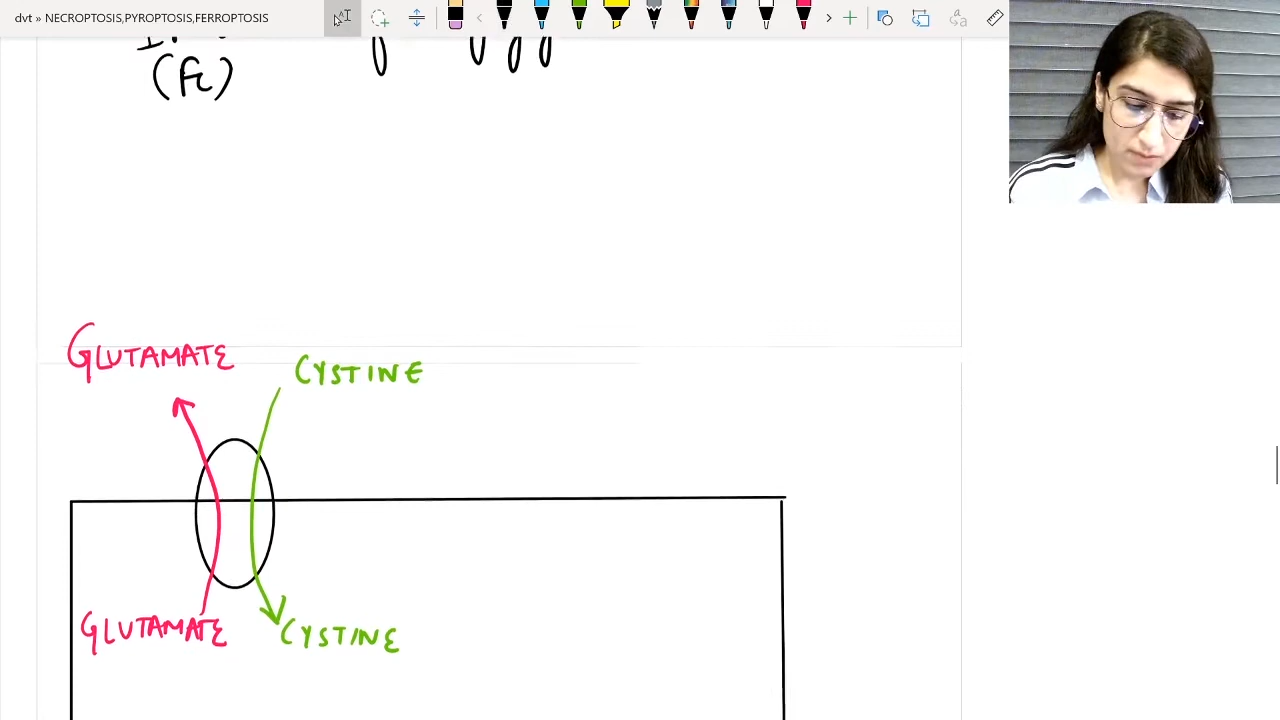 dvt » NECROPTOSIS,PYROPTOSIS,FERROPTOSIS
(Fe)
GLUTAMATE
CYSTINE
GLUTAMATE
CYSTINE